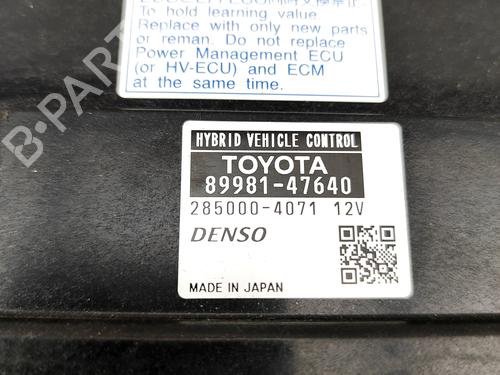 To hold learning value.
Replace with only new parts
or reman. Do not replace
Power Management ECU
(or HV-ECU) and ECM
at the same time.
B-PARTS
HYBRID VEHICLE CONTROL
TOYOTA
89981-47640
285000-4071 12V
DENSO
MADE IN JAPAN